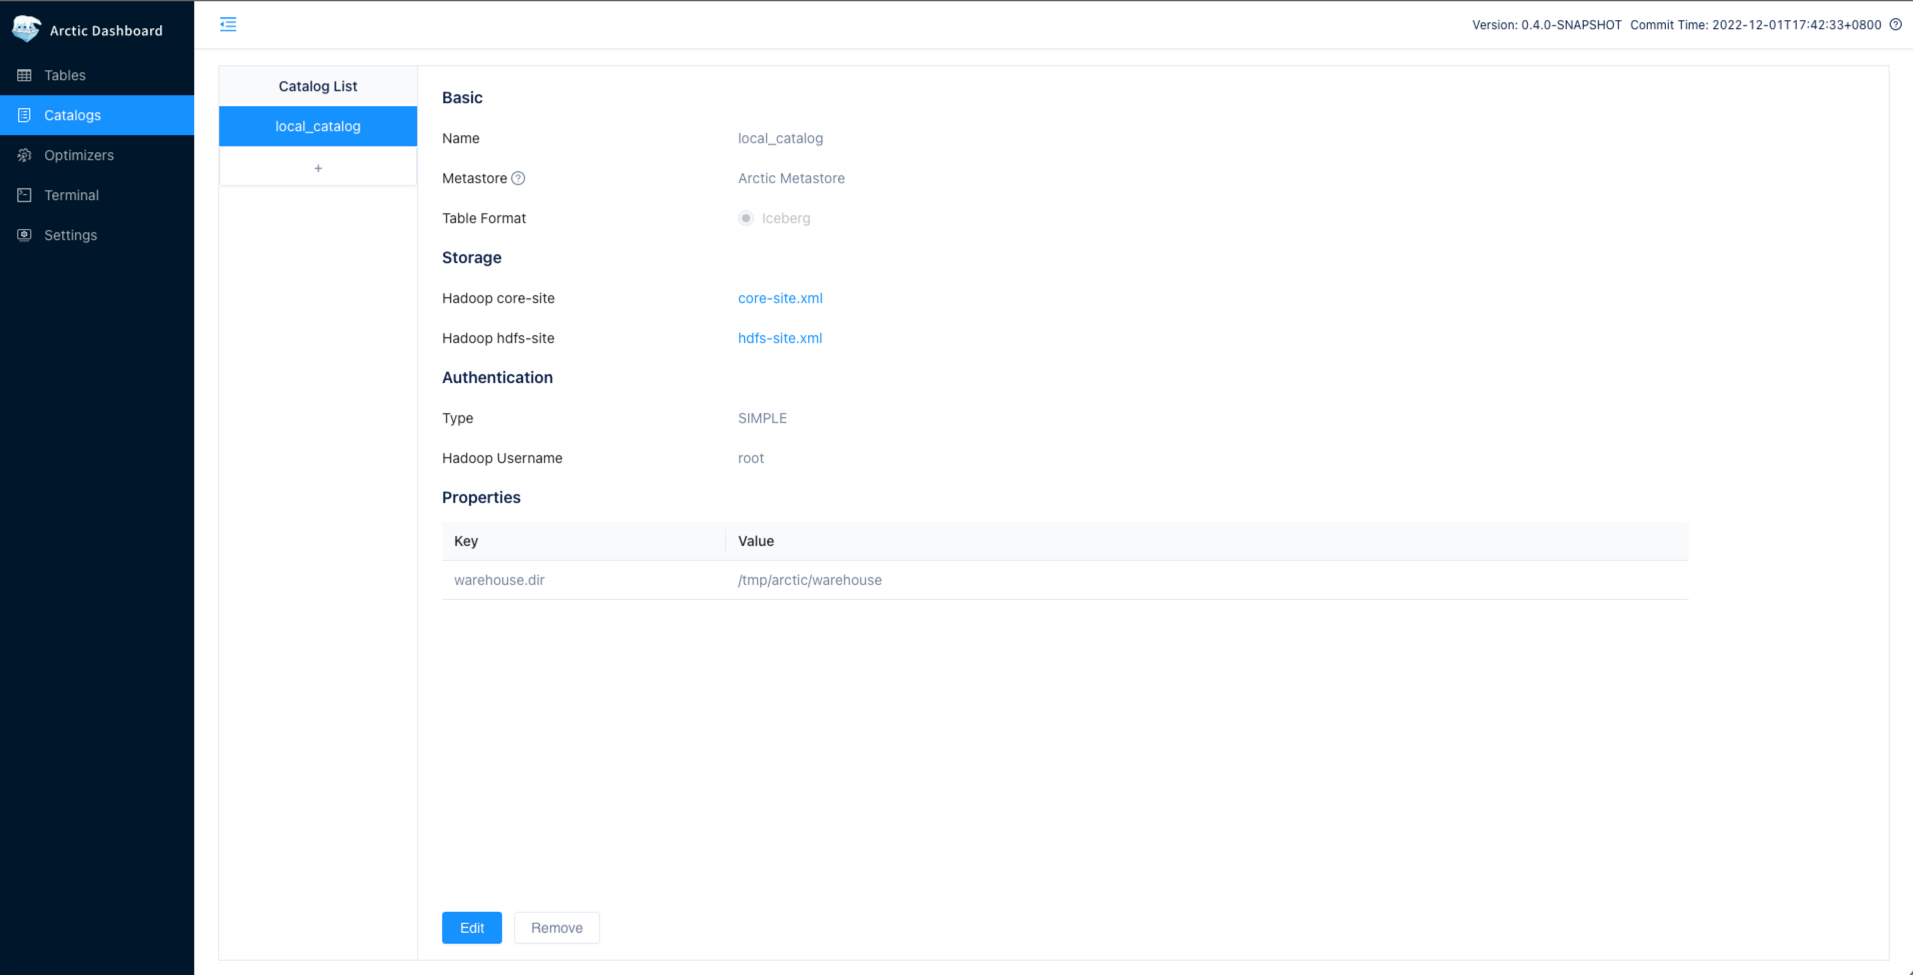 Arctic Dashboard
Version: 0.4.0-SNAPSHOT Commit Time: 2022-12-01T17:42:33+0800
Tables
Catalogs
Optimizers
Terminal
Settings
Catalog List
local_catalog
+
Basic
Name local_catalog
Metastore Arctic Metastore
Table Format Iceberg
Storage
Hadoop core-site core-site.xml
Hadoop hdfs-site hdfs-site.xml
Authentication
Type SIMPLE
Hadoop Username root
Properties
Key Value
warehouse.dir /tmp/arctic/warehouse
Edit Remove